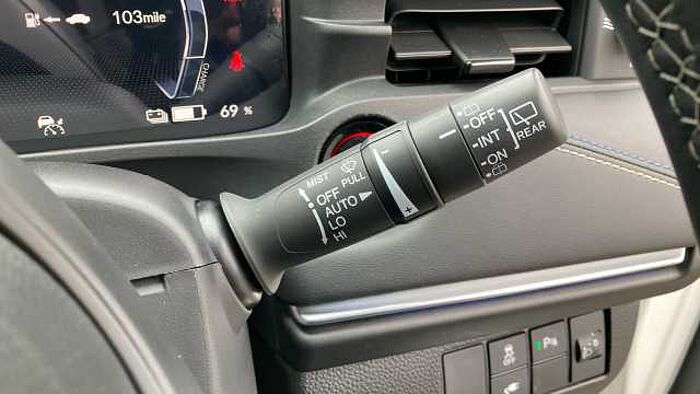 103mile
CHARGE
69 %
MIST
PULL
OFF
AUTO
LO
HI
- +
OFF
INT
ON
REAR
P